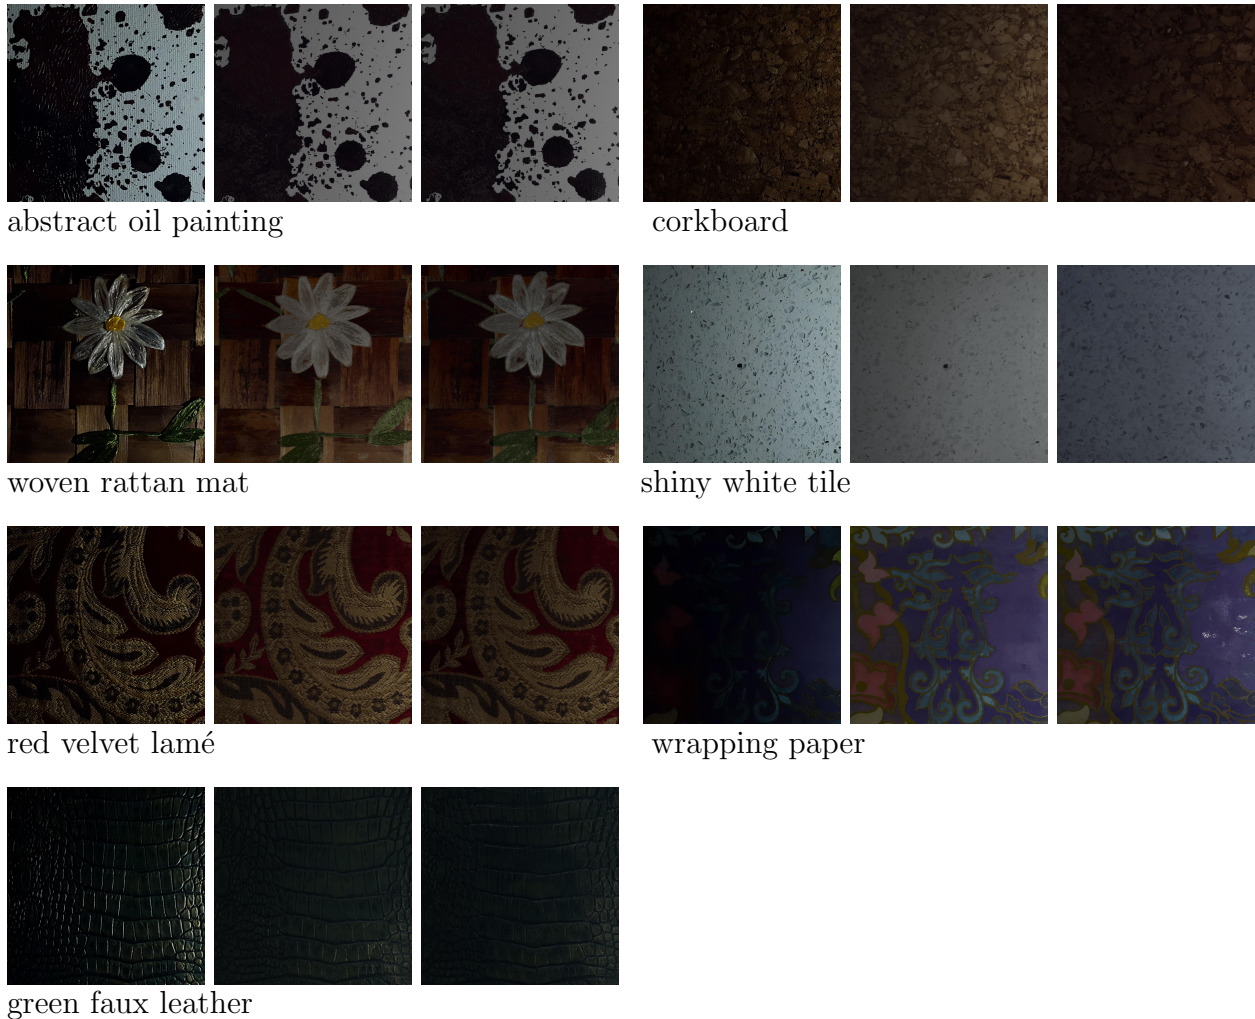 abstract oil painting
corkboard
woven rattan mat
shiny white tile
red velvet lamé
wrapping paper
green faux leather